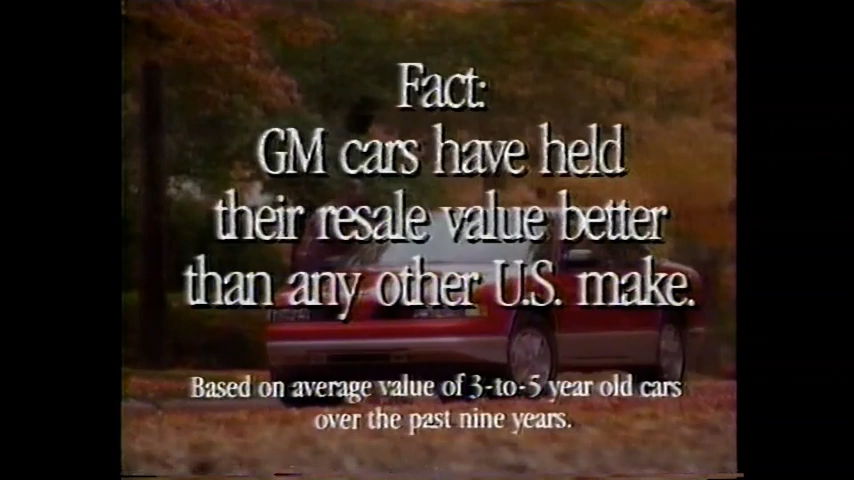 Fact:
GM cars have held
their resale value better
than any other U.S. make.
Based on average value of 3-to-5 year old cars
over the past nine years.